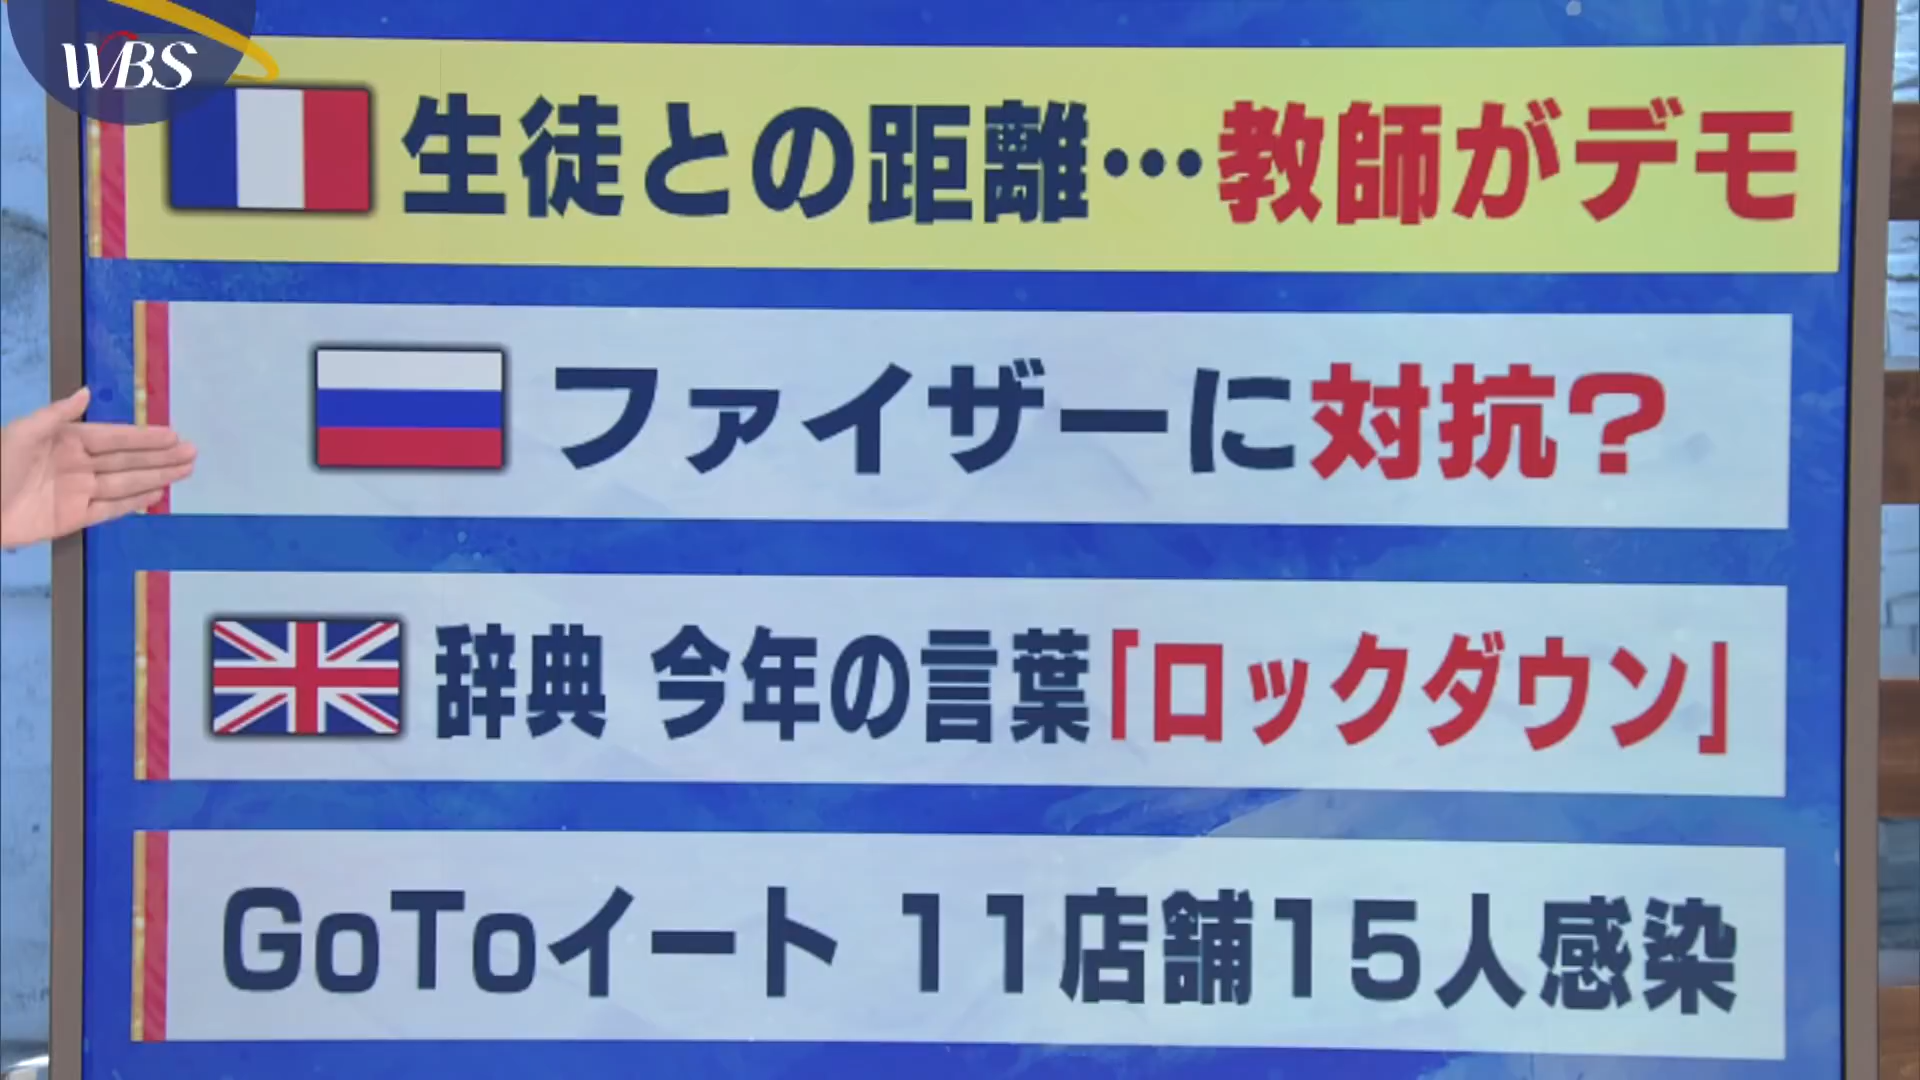 WBS
生徒との距離…教師がデモ
ファイザーに対抗?
辞典 今年の言葉「ロックダウン」
GoToイート 11店舗15人感染